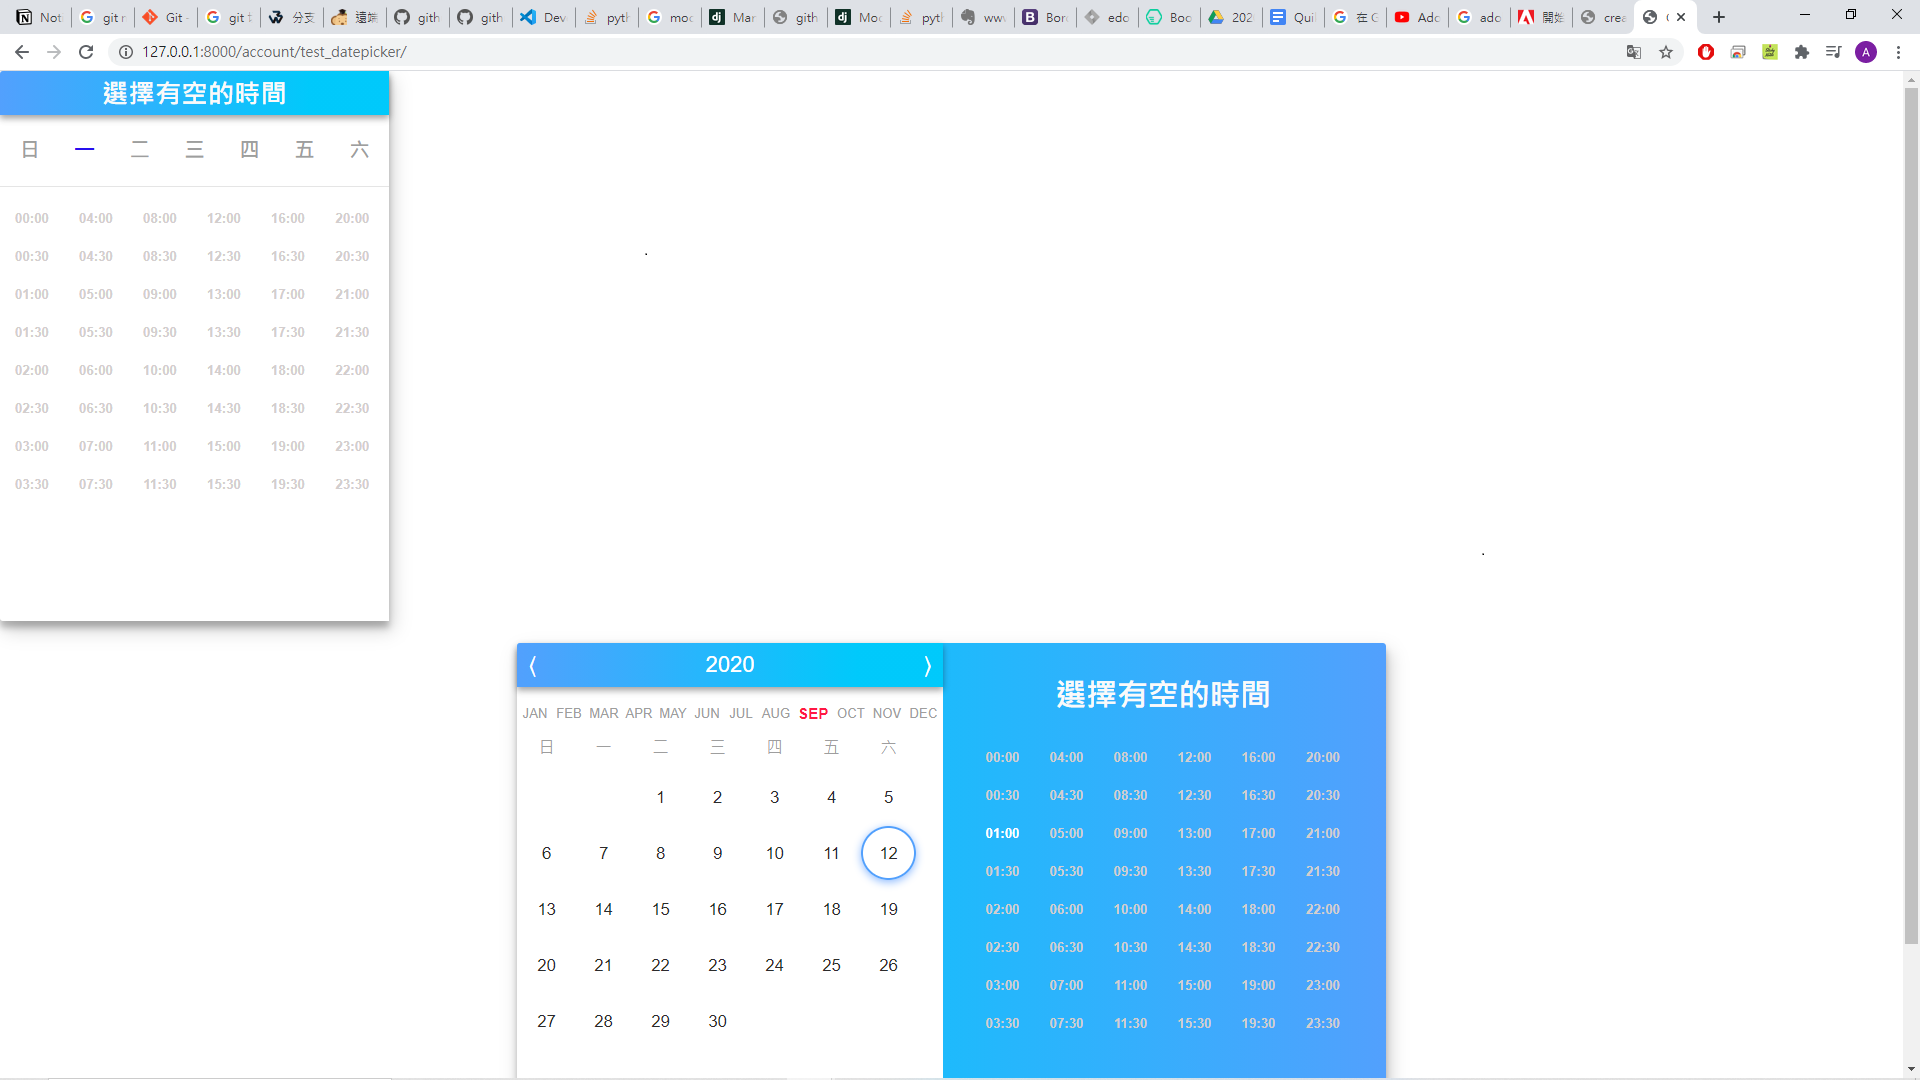 Not
git r
Git -
git t
分支
遠端
gith
gith
Dev
pyth
moc
Mar
gith
Moc
pyth
www
Boro
edo
Boo
202
Qui
在 G
Adc
ado
開始
crea
127.0.0.1:8000/account/test_datepicker/
A
選擇有空的時間
日 一 二 三 四 五 六
00:00 04:00 08:00 12:00 16:00 20:00
00:30 04:30 08:30 12:30 16:30 20:30
01:00 05:00 09:00 13:00 17:00 21:00
01:30 05:30 09:30 13:30 17:30 21:30
02:00 06:00 10:00 14:00 18:00 22:00
02:30 06:30 10:30 14:30 18:30 22:30
03:00 07:00 11:00 15:00 19:00 23:00
03:30 07:30 11:30 15:30 19:30 23:30
.
.
⟨ 2020 ⟩
JAN FEB MAR APR MAY JUN JUL AUG SEP OCT NOV DEC
日 一 二 三 四 五 六
1 2 3 4 5
6 7 8 9 10 11 12
13 14 15 16 17 18 19
20 21 22 23 24 25 26
27 28 29 30
選擇有空的時間
00:00 04:00 08:00 12:00 16:00 20:00
00:30 04:30 08:30 12:30 16:30 20:30
01:00 05:00 09:00 13:00 17:00 21:00
01:30 05:30 09:30 13:30 17:30 21:30
02:00 06:00 10:00 14:00 18:00 22:00
02:30 06:30 10:30 14:30 18:30 22:30
03:00 07:00 11:00 15:00 19:00 23:00
03:30 07:30 11:30 15:30 19:30 23:30